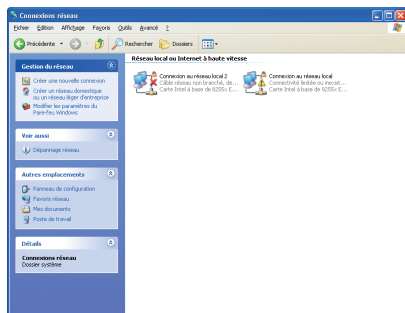 Connexions réseau
Fichier Edition Affichage Favoris Outils Avancé ?
Précédente Rechercher Dossiers
Gestion du réseau
Créer une nouvelle connexion
Créer un réseau domestique
ou un réseau léger d'entreprise
Modifier les paramètres du
Pare-feu Windows
Voir aussi
Dépannage réseau
Autres emplacements
Panneau de configuration
Favoris réseau
Mes documents
Poste de travail
Détails
Connexions réseau
Dossier système
Réseau local ou Internet à haute vitesse
Connexion au réseau local 2
Câble réseau non branché, de...
Carte Intel à base de 8255x E...
Connexion au réseau local
Connectivité limitée ou inexist...
Carte Intel à base de 8255x E...